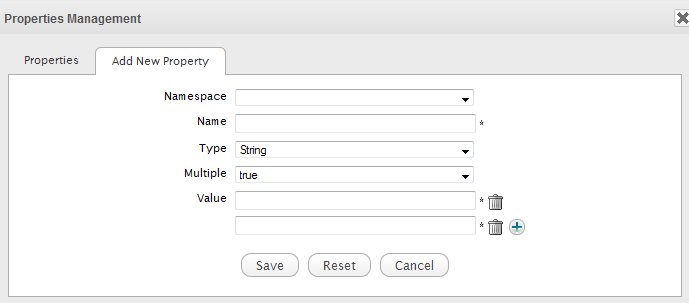 Properties Management
Properties
Add New Property
Namespace
Name *
Type String
Multiple true
Value *
*
Save Reset Cancel